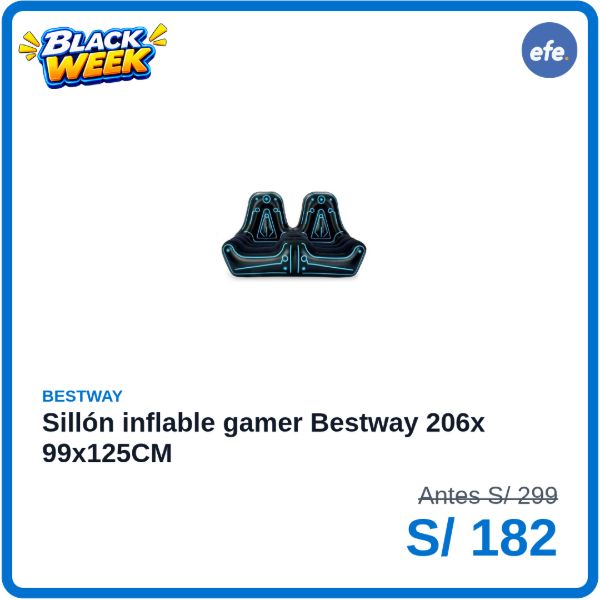 BLACK
WEEK
efe.
BESTWAY
Sillón inflable gamer Bestway 206x
99x125CM
Antes S/ 299
S/ 182